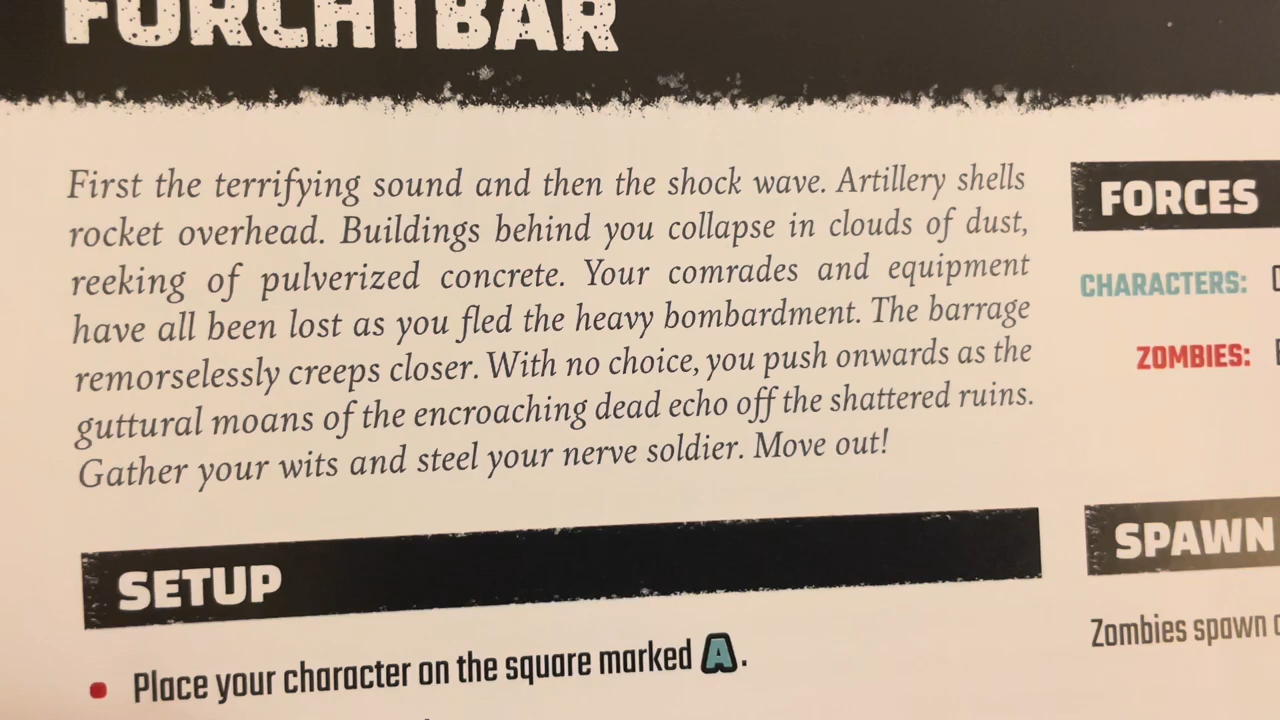 FURCHTBAR
First the terrifying sound and then the shock wave. Artillery shells
rocket overhead. Buildings behind you collapse in clouds of dust,
reeking of pulverized concrete. Your comrades and equipment
have all been lost as you fled the heavy bombardment. The barrage
remorselessly creeps closer. With no choice, you push onwards as the
guttural moans of the encroaching dead echo off the shattered ruins.
Gather your wits and steel your nerve soldier. Move out!
SETUP
• Place your character on the square marked A.
FORCES
CHARACTERS:
ZOMBIES:
SPAWN
Zombies spawn